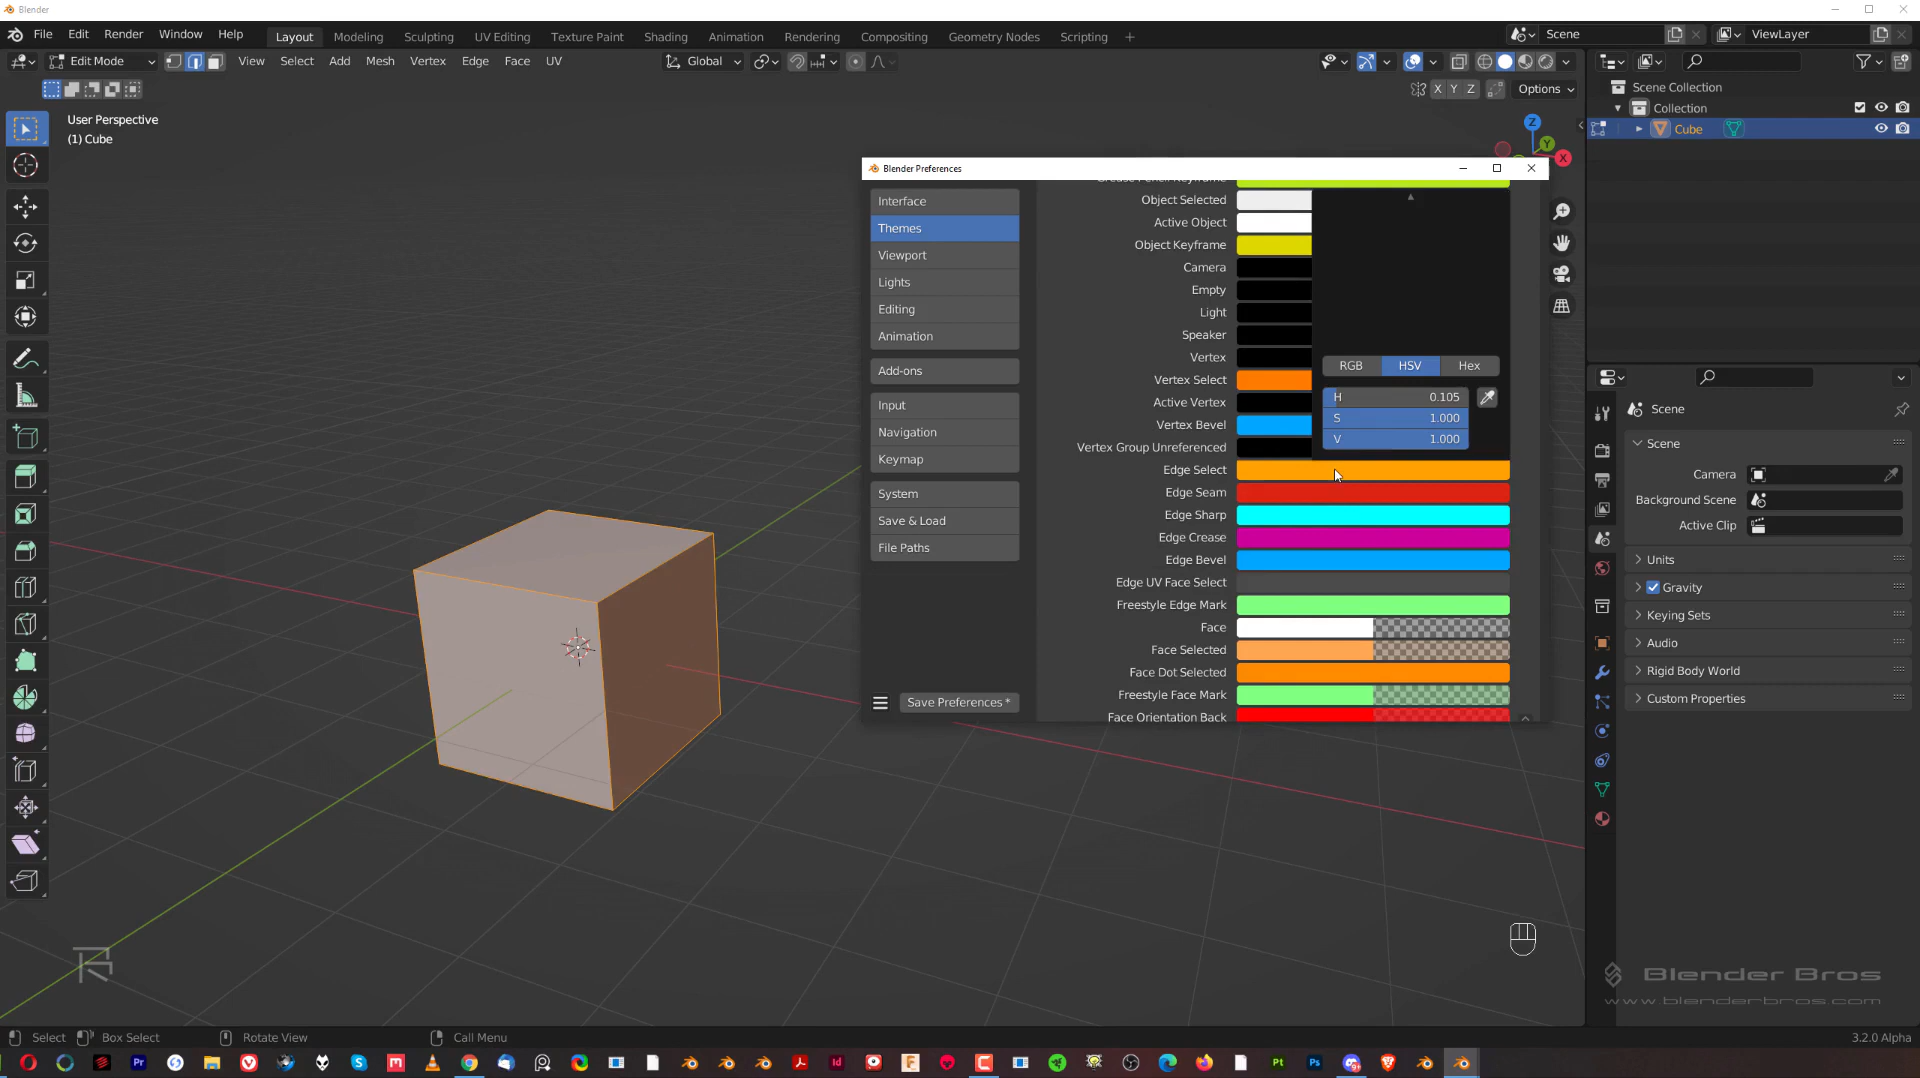 Blender
File Edit Render Window Help Layout Modeling Sculpting UV Editing Texture Paint Shading Animation Rendering Compositing Geometry Nodes Scripting + Scene ViewLayer
Edit Mode View Select Add Mesh Vertex Edge Face UV Global
X Y Z Options
User Perspective
(1) Cube
Z
Y
X
Scene Collection
Collection
Cube
Blender Preferences
Interface
Themes
Viewport
Lights
Editing
Animation
Add-ons
Input
Navigation
Keymap
System
Save & Load
File Paths
Save Preferences *
Grease Pencil Keyframe
Object Selected
Active Object
Object Keyframe
Camera
Empty
Light
Speaker
Vertex
Vertex Select
Active Vertex
Vertex Bevel
Vertex Group Unreferenced
Edge Select
Edge Seam
Edge Sharp
Edge Crease
Edge Bevel
Edge UV Face Select
Freestyle Edge Mark
Face
Face Selected
Face Dot Selected
Freestyle Face Mark
Face Orientation Back
RGB HSV Hex
H 0.105
S 1.000
V 1.000
Scene
Scene
Camera
Background Scene
Active Clip
Units
Gravity
Keying Sets
Audio
Rigid Body World
Custom Properties
Blender Bros
www.blenderbros.com
Select Box Select Rotate View Call Menu 3.2.0 Alpha
Pr Id Pt Ps